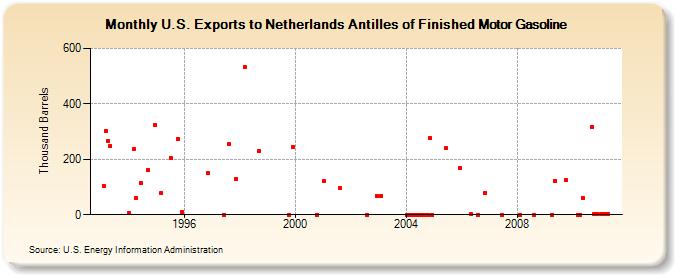 Monthly U.S. Exports to Netherlands Antilles of Finished Motor Gasoline
Thousand Barrels
600
400
200
0
1996
2000
2004
2008
Source: U.S. Energy Information Administration